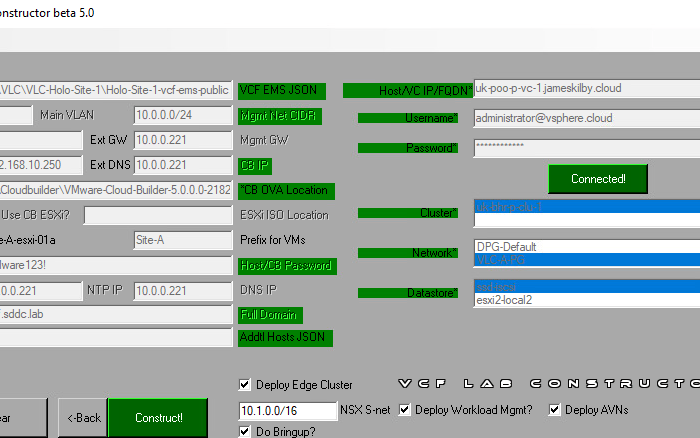 onstructor beta 5.0
\VLC\VLC-Holo-Site-1\Holo-Site-1-vcf-ems-public VCF EMS JSON Host/VC IP/FQDN* uk-poo-p-vc-1.jameskilby.cloud
Main VLAN 10.0.0.0/24 Mgmt Net CIDR Username* administrator@vsphere.cloud
Ext GW 10.0.0.221 Mgmt GW Password* ************
2.168.10.250 Ext DNS 10.0.0.221 CB IP Connected!
Cloudbuilder\VMware-Cloud-Builder-5.0.0.0-2182 *CB OVA Location
Use CB ESXi? ESXi ISO Location Cluster* uk-bhr-p-clu-1
e-A-esxi-01a Site-A Prefix for VMs Network* DPG-Default
VLC-A-PG
ware123! Host/CB Password
0.0.221 NTP IP 10.0.0.221 DNS IP Datastore* ssd-iscsi
esxi2-local2
.sddc.lab Full Domain
Addtl Hosts JSON
Deploy Edge Cluster VCF LAB CONSTRUCTO
ear <-Back Construct! 10.1.0.0/16 NSX S-net Deploy Workload Mgmt? Deploy AVNs
Do Bringup?